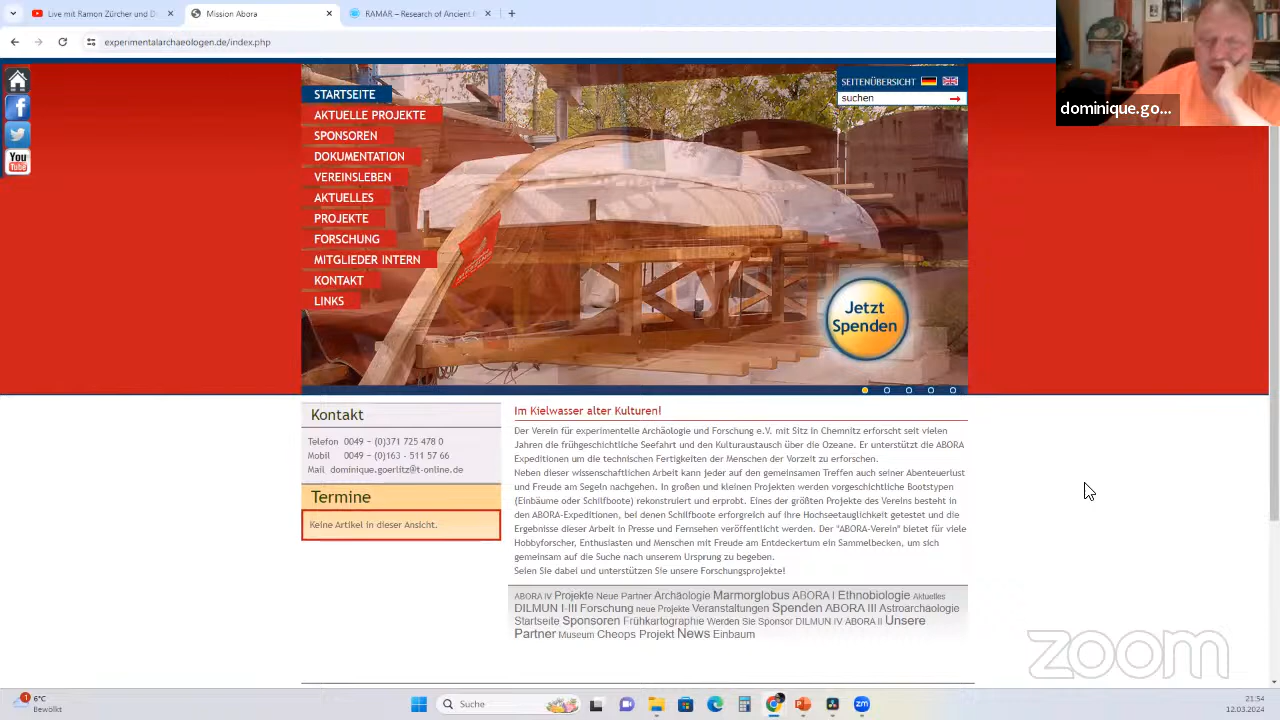 Live mit Ramon Zürcher und D
Mission Abora
RAMAR – Research of Ancient
experimentalarchaeologen.de/index.php
dominique.go...
SEITENÜBERSICHT
suchen
STARTSEITE
AKTUELLE PROJEKTE
SPONSOREN
DOKUMENTATION
VEREINSLEBEN
AKTUELLES
PROJEKTE
FORSCHUNG
MITGLIEDER INTERN
KONTAKT
LINKS
You
Tube
Jetzt
Spenden
Kontakt
Telefon 0049 – (0)371 725 478 0
Mobil 0049 – (0)163 - 511 57 66
Mail dominique.goerlitz@t-online.de
Termine
Keine Artikel in dieser Ansicht.
Im Kielwasser alter Kulturen!
Der Verein für experimentelle Archäologie und Forschung e.V. mit Sitz in Chemnitz erforscht seit vielen
Jahren die frühgeschichtliche Seefahrt und den Kulturaustausch über die Ozeane. Er unterstützt die ABORA
Expeditionen um die technischen Fertigkeiten der Menschen der Vorzeit zu erforschen.
Neben dieser wissenschaftlichen Arbeit kann jeder auf den gemeinsamen Treffen auch seiner Abenteuerlust
und Freude am Segeln nachgehen. In großen und kleinen Projekten werden vorgeschichtliche Bootstypen
(Einbäume oder Schilfboote) rekonstruiert und erprobt. Eines der größten Projekte des Vereins besteht in
den ABORA-Expeditionen, bei denen Schilfboote erforgreich auf ihre Hochseetauglichkeit getestet und die
Ergebnisse dieser Arbeit in Presse und Fernsehen veröffentlicht werden. Der "ABORA-Verein" bietet für viele
Hobbyforscher, Enthusiasten und Menschen mit Freude am Entdeckertum ein Sammelbecken, um sich
gemeinsam auf die Suche nach unserem Ursprung zu begeben.
Seien Sie dabei und unterstützen Sie unsere Forschungsprojekte!
ABORA IV Projekte Neue Partner Archäologie Marmorglobus ABORA I Ethnobiologie Aktuelles
DILMUN I-III Forschung neue Projekte Veranstaltungen Spenden ABORA III Astroarchäologie
Startseite Sponsoren Frühkartographie Werden Sie Sponsor DILMUN IV ABORA II Unsere
Partner Museum Cheops Projekt News Einbaum
zoom
1
6°C
Bewölkt
Suche
zm
21:54
12.03.2024